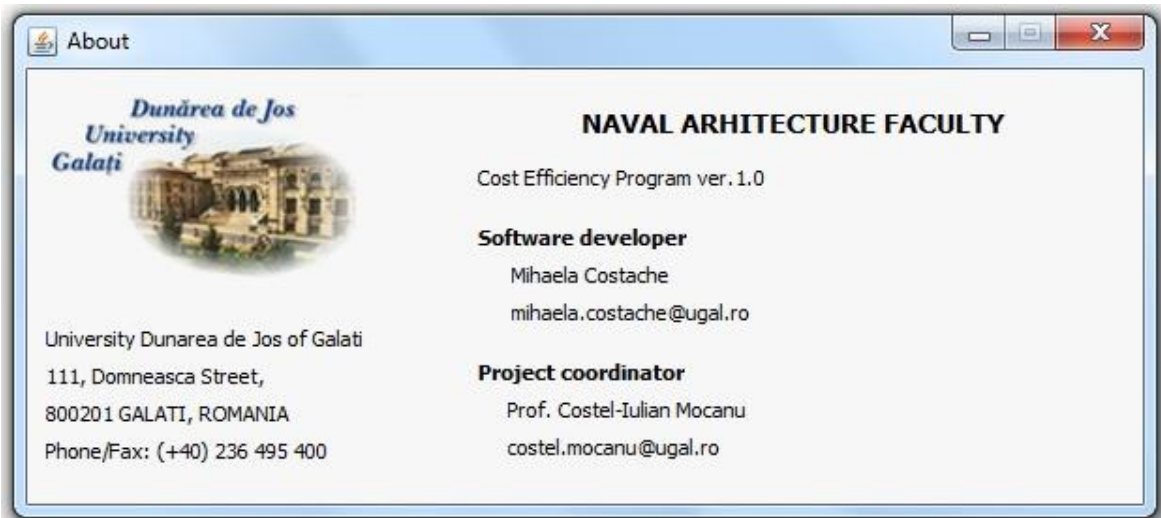 About
Dunărea de Jos
University
Galați
University Dunarea de Jos of Galati
111, Domneasca Street,
800201 GALATI, ROMANIA
Phone/Fax: (+40) 236 495 400
NAVAL ARHITECTURE FACULTY
Cost Efficiency Program ver.1.0
Software developer
Mihaela Costache
mihaela.costache@ugal.ro
Project coordinator
Prof. Costel-Iulian Mocanu
costel.mocanu@ugal.ro